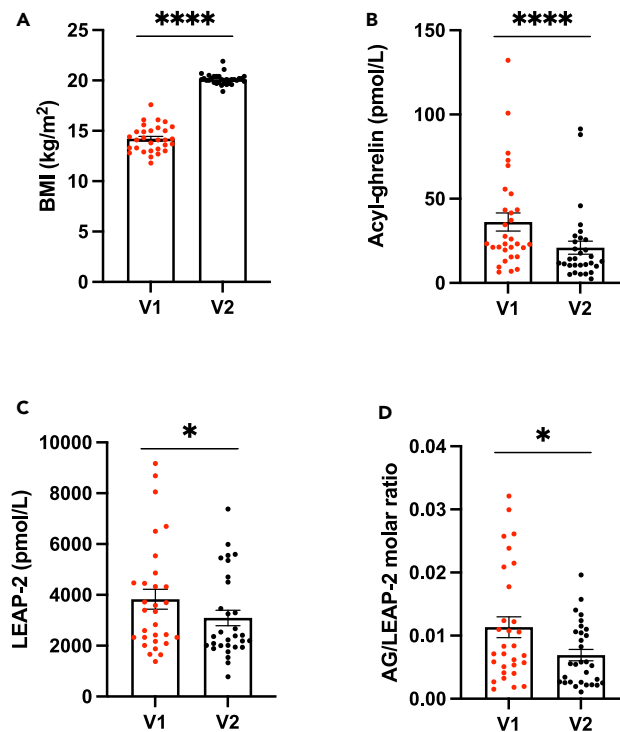 A
****
BMI (kg/m²)
25
20
15
10
5
0
V1 V2
B
****
Acyl-ghrelin (pmol/L)
150
100
50
0
V1 V2
C
*
LEAP-2 (pmol/L)
10000
8000
6000
4000
2000
0
V1 V2
D
*
AG/LEAP-2 molar ratio
0.04
0.03
0.02
0.01
0.00
V1 V2